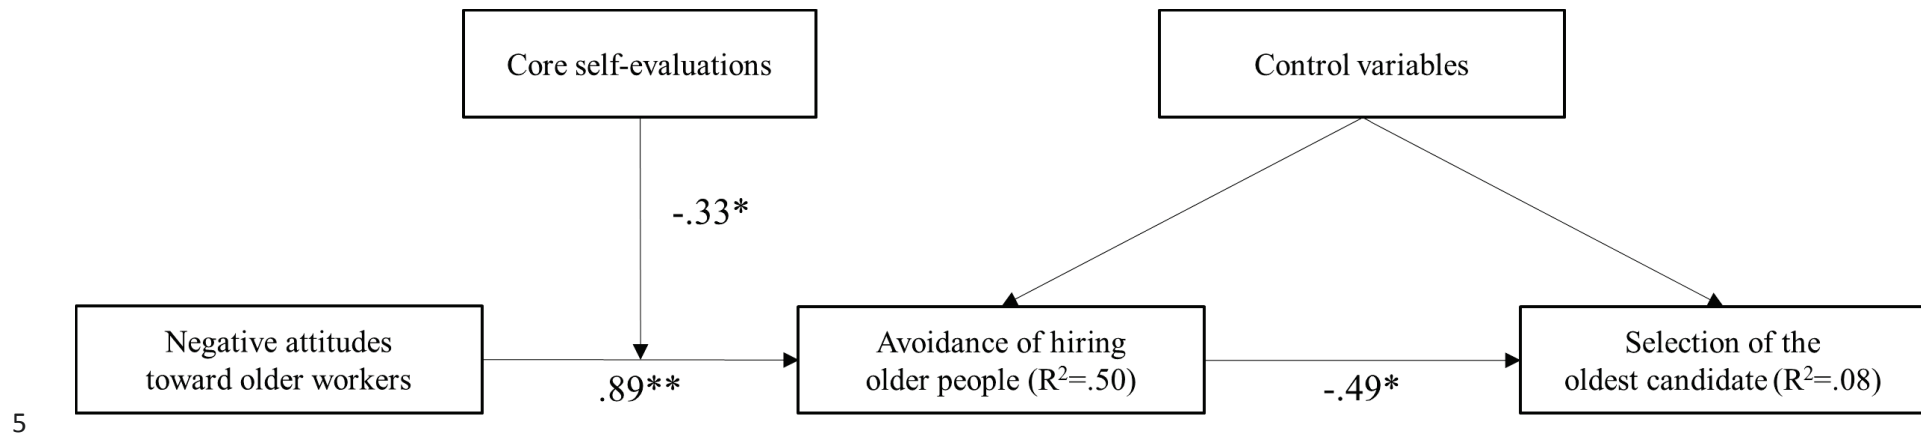 Core self-evaluations
Control variables
-.33*
Negative attitudes
toward older workers
.89**
Avoidance of hiring
older people (R²=.50)
-.49*
Selection of the
oldest candidate (R²=.08)
5